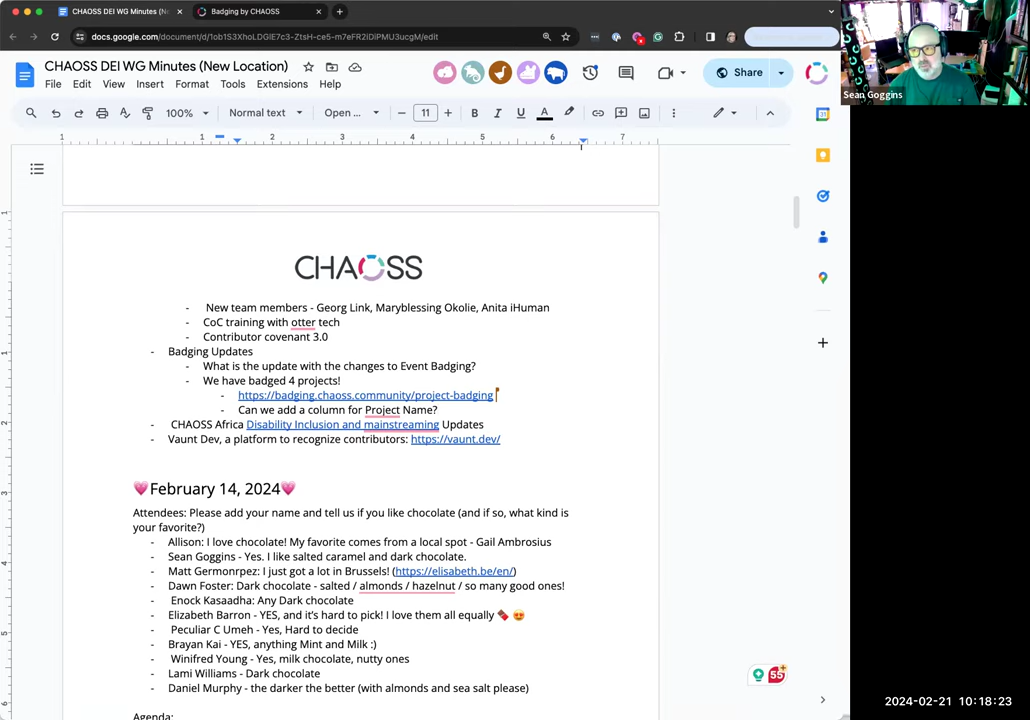 CHAOSS DEI WG Minutes (N
Badging by CHAOSS
docs.google.com/document/d/1ob1S3XhoLDGlE7c3-ZtsH-ce5-m7eFR2iDlPMU3ucgM/edit
CHAOSS DEI WG Minutes (New Location)
File Edit View Insert Format Tools Extensions Help
Share
100% Normal text Open ... 11 B I U A
1 1 2 3 4 5 6 7
CHAOSS
- New team members - Georg Link, Maryblessing Okolie, Anita iHuman
- CoC training with otter tech
- Contributor covenant 3.0
- Badging Updates
- What is the update with the changes to Event Badging?
- We have badged 4 projects!
- https://badging.chaoss.community/project-badging
- Can we add a column for Project Name?
- CHAOSS Africa Disability Inclusion and mainstreaming Updates
- Vaunt Dev, a platform to recognize contributors: https://vaunt.dev/
💗February 14, 2024💗
Attendees: Please add your name and tell us if you like chocolate (and if so, what kind is
your favorite?)
- Allison: I love chocolate! My favorite comes from a local spot - Gail Ambrosius
- Sean Goggins - Yes. I like salted caramel and dark chocolate.
- Matt Germonrpez: I just got a lot in Brussels! (https://elisabeth.be/en/)
- Dawn Foster: Dark chocolate - salted / almonds / hazelnut / so many good ones!
- Enock Kasaadha: Any Dark chocolate
- Elizabeth Barron - YES, and it's hard to pick! I love them all equally 🍫 😍
- Peculiar C Umeh - Yes, Hard to decide
- Brayan Kai - YES, anything Mint and Milk :)
- Winifred Young - Yes, milk chocolate, nutty ones
- Lami Williams - Dark chocolate
- Daniel Murphy - the darker the better (with almonds and sea salt please)
Agenda:
55
Sean Goggins
2024-02-21 10:18:23